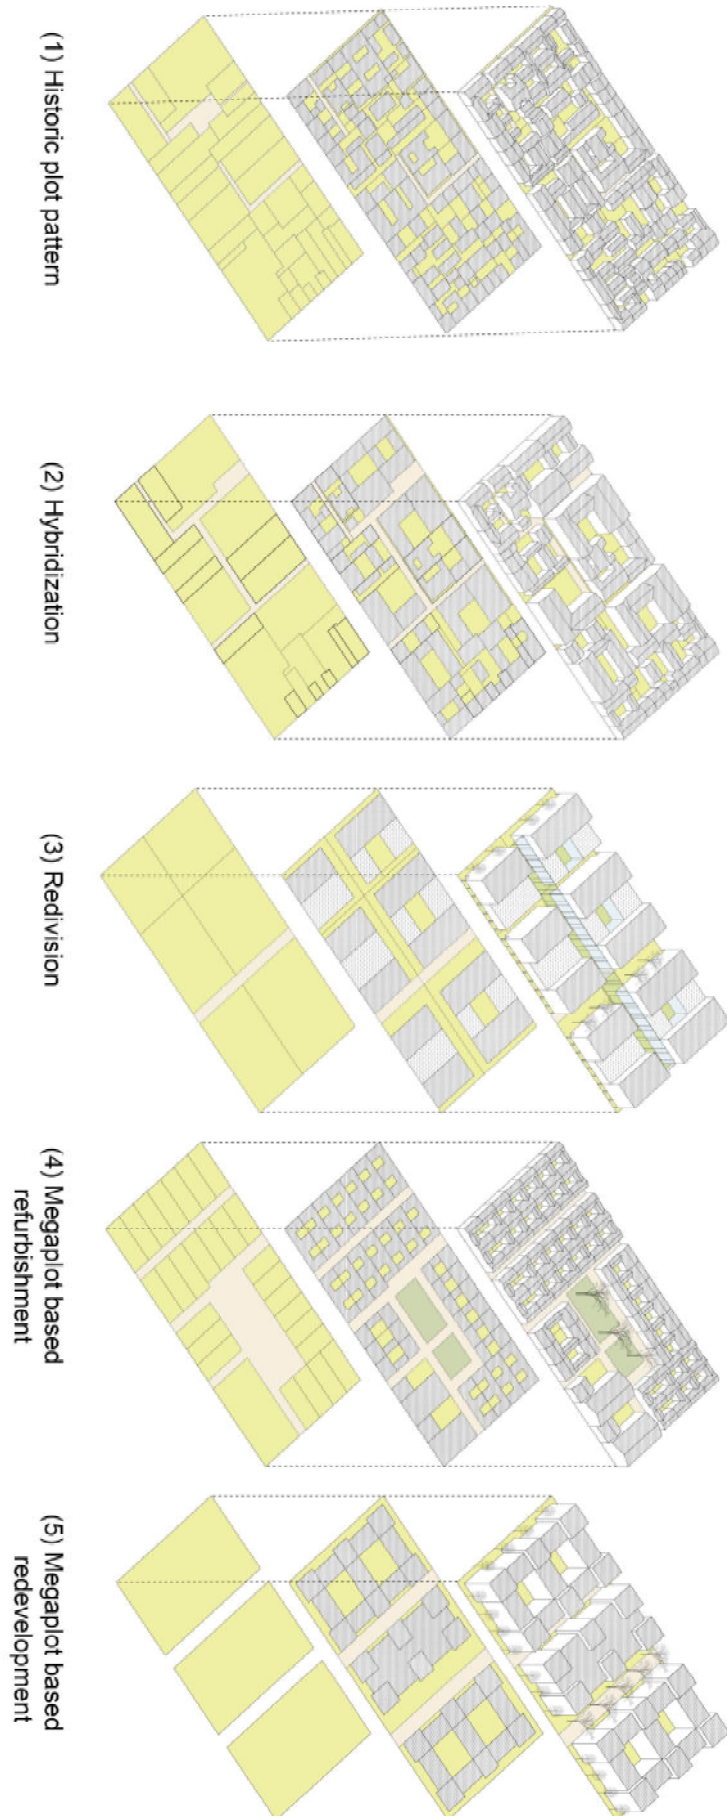 (1) Historic plot pattern
(2) Hybridization
(3) Redivision
(4) Megaplot based
refurbishment
(5) Megaplot based
redevelopment